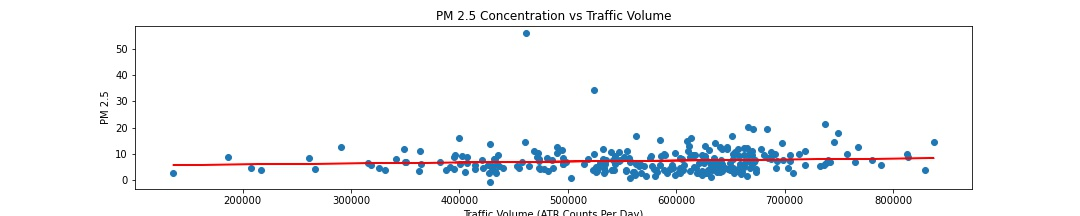 PM 2.5 Concentration vs Traffic Volume
50
40
30
20
10
0
PM 2.5
200000 300000 400000 500000 600000 700000 800000
Traffic Volume (ATR Counts Per Day)